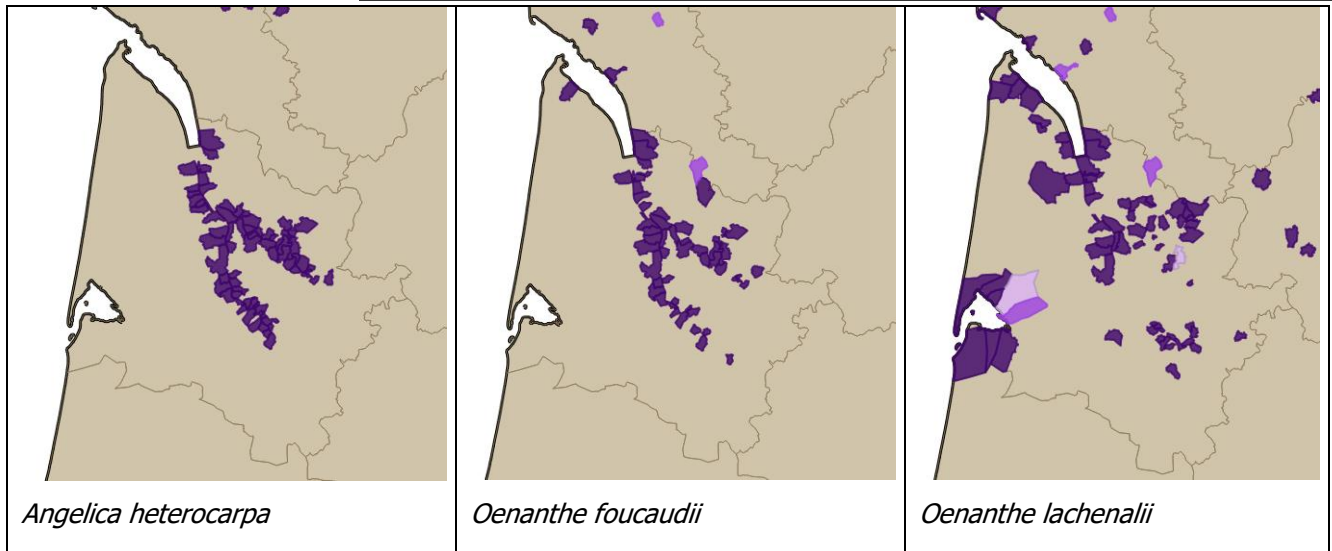 Angelica heterocarpa
Oenanthe foucaudii
Oenanthe lachenalii